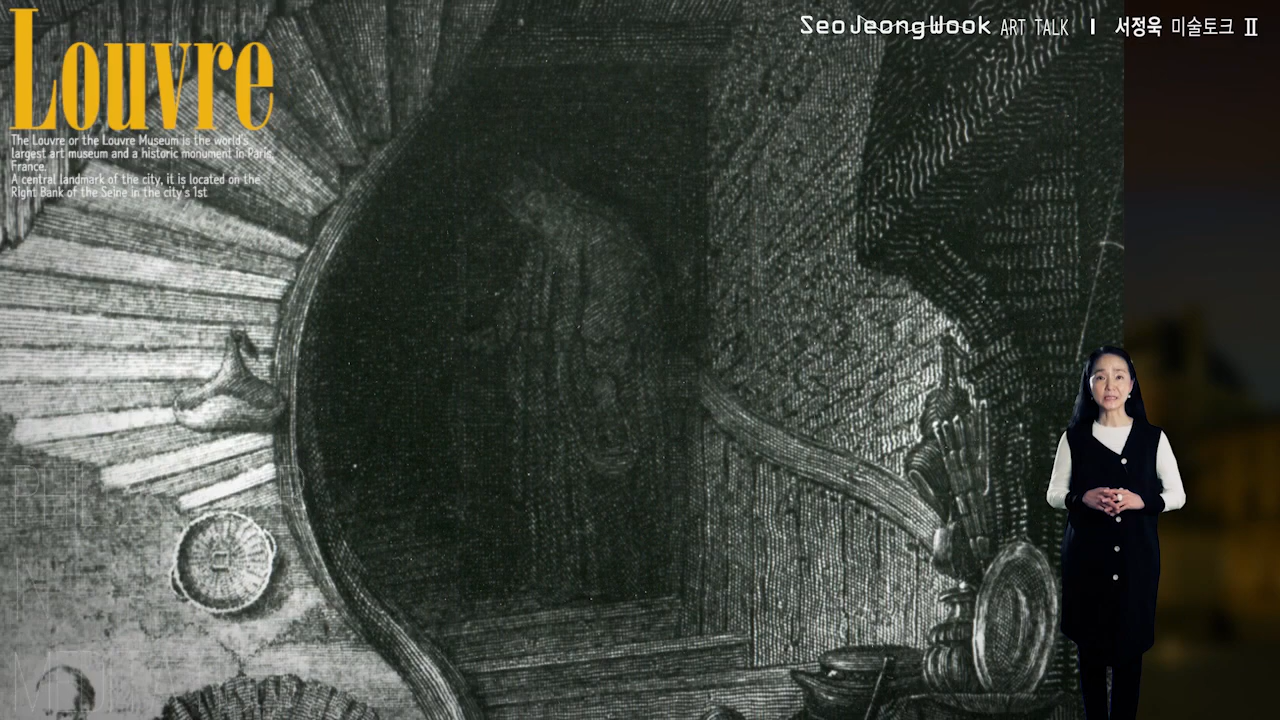 Louvre
The Louvre or the Louvre Museum is the world's
largest art museum and a historic monument in Paris,
France.
A central landmark of the city, it is located on the
Right Bank of the Seine in the city's 1st
SeoJeongWook ART TALK I 서정욱 미술토크 Ⅱ